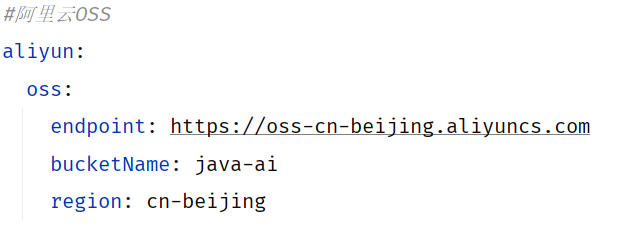 #阿里云OSS
aliyun:
  oss:
    endpoint: https://oss-cn-beijing.aliyuncs.com
    bucketName: java-ai
    region: cn-beijing